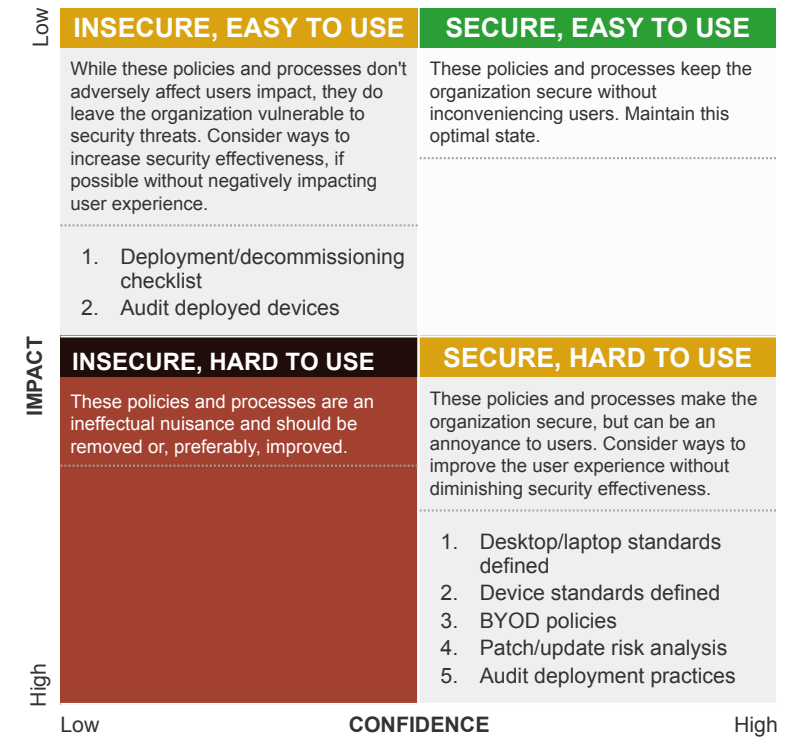 Low
INSECURE, EASY TO USE
While these policies and processes don't
adversely affect users impact, they do
leave the organization vulnerable to
security threats. Consider ways to
increase security effectiveness, if
possible without negatively impacting
user experience.
1. Deployment/decommissioning
checklist
2. Audit deployed devices
SECURE, EASY TO USE
These policies and processes keep the
organization secure without
inconveniencing users. Maintain this
optimal state.
IMPACT
INSECURE, HARD TO USE
These policies and processes are an
ineffectual nuisance and should be
removed or, preferably, improved.
SECURE, HARD TO USE
These policies and processes make the
organization secure, but can be an
annoyance to users. Consider ways to
improve the user experience without
diminishing security effectiveness.
1. Desktop/laptop standards
defined
2. Device standards defined
3. BYOD policies
4. Patch/update risk analysis
5. Audit deployment practices
High
Low
CONFIDENCE
High